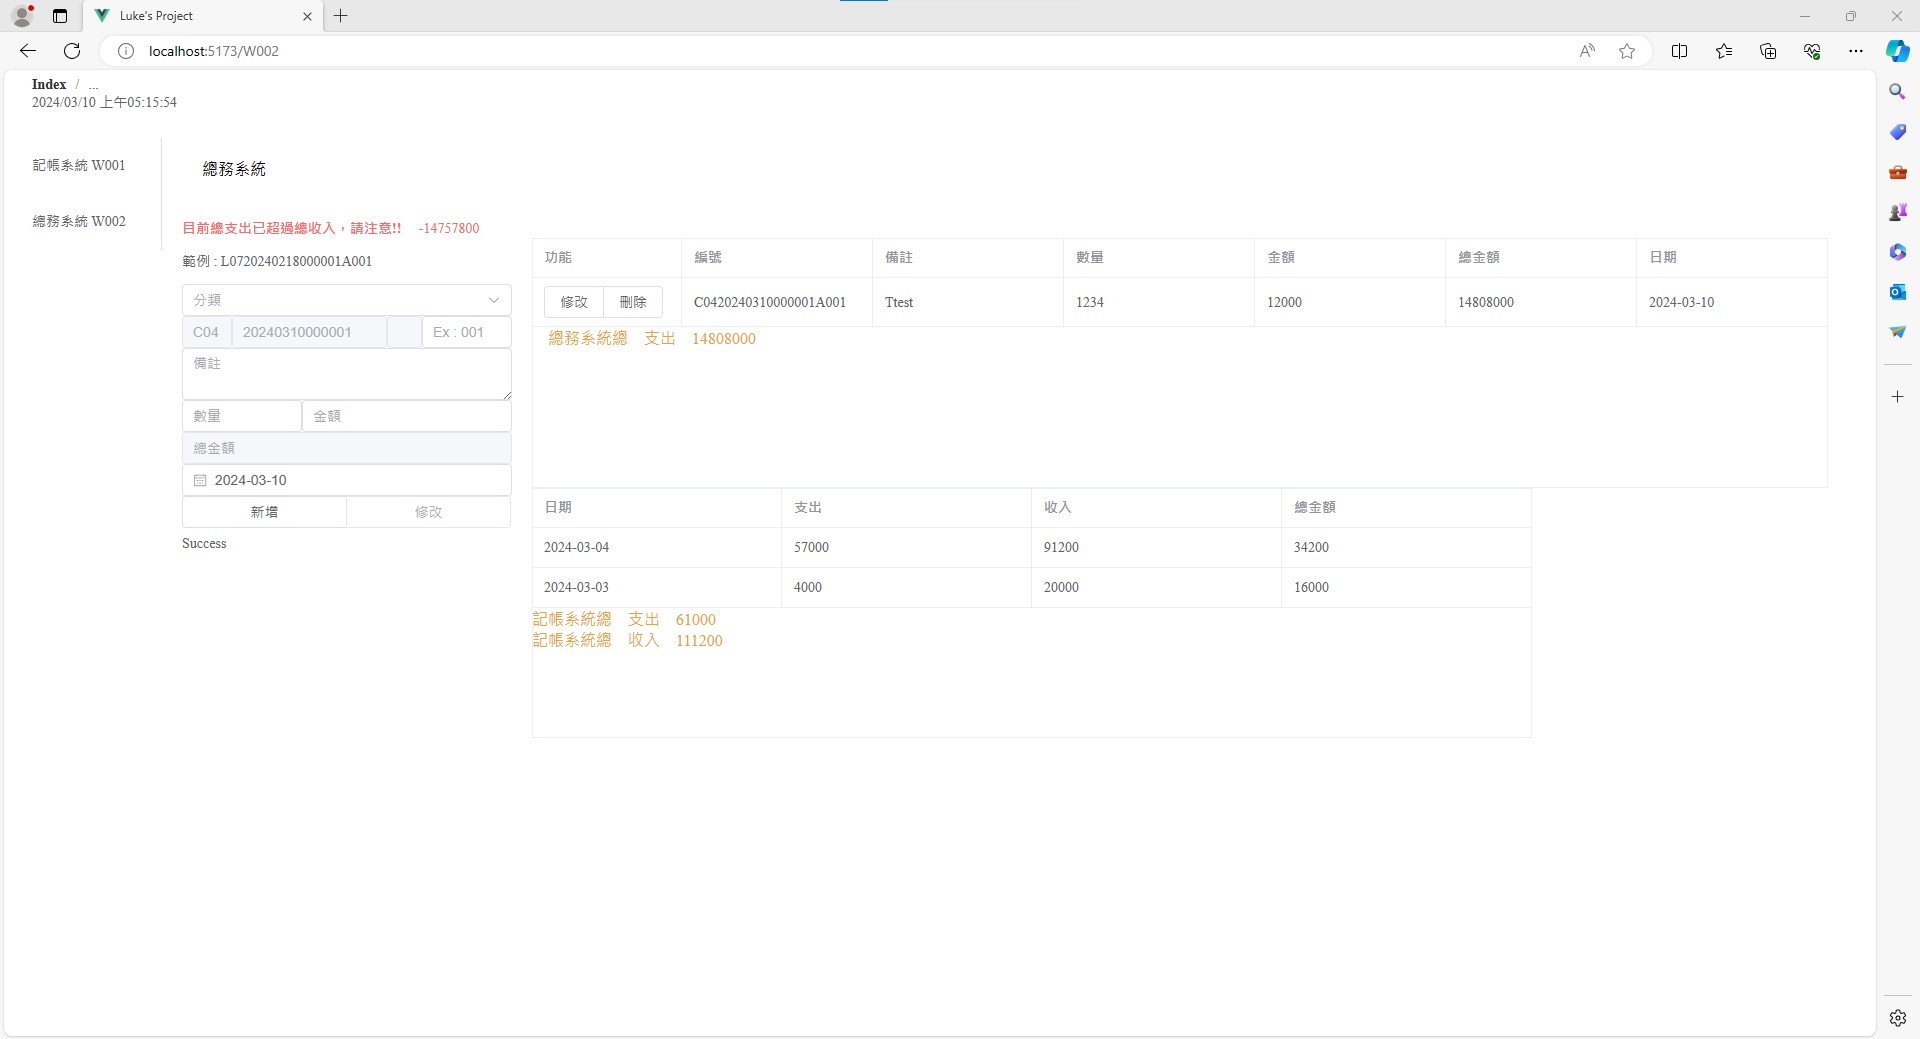 Luke's Project
localhost:5173/W002
Index / ...
2024/03/10 上午05:15:54
記帳系統 W001
總務系統 W002
總務系統
目前總支出已超過總收入，請注意!! -14757800
範例 : L0720240218000001A001
分類
C04 20240310000001 Ex : 001
備註
數量 金額
總金額
2024-03-10
新增 修改
Success
功能 編號 備註 數量 金額 總金額 日期
修改 刪除 C0420240310000001A001 Ttest 1234 12000 14808000 2024-03-10
總務系統總 支出 14808000
日期 支出 收入 總金額
2024-03-04 57000 91200 34200
2024-03-03 4000 20000 16000
記帳系統總 支出 61000
記帳系統總 收入 111200